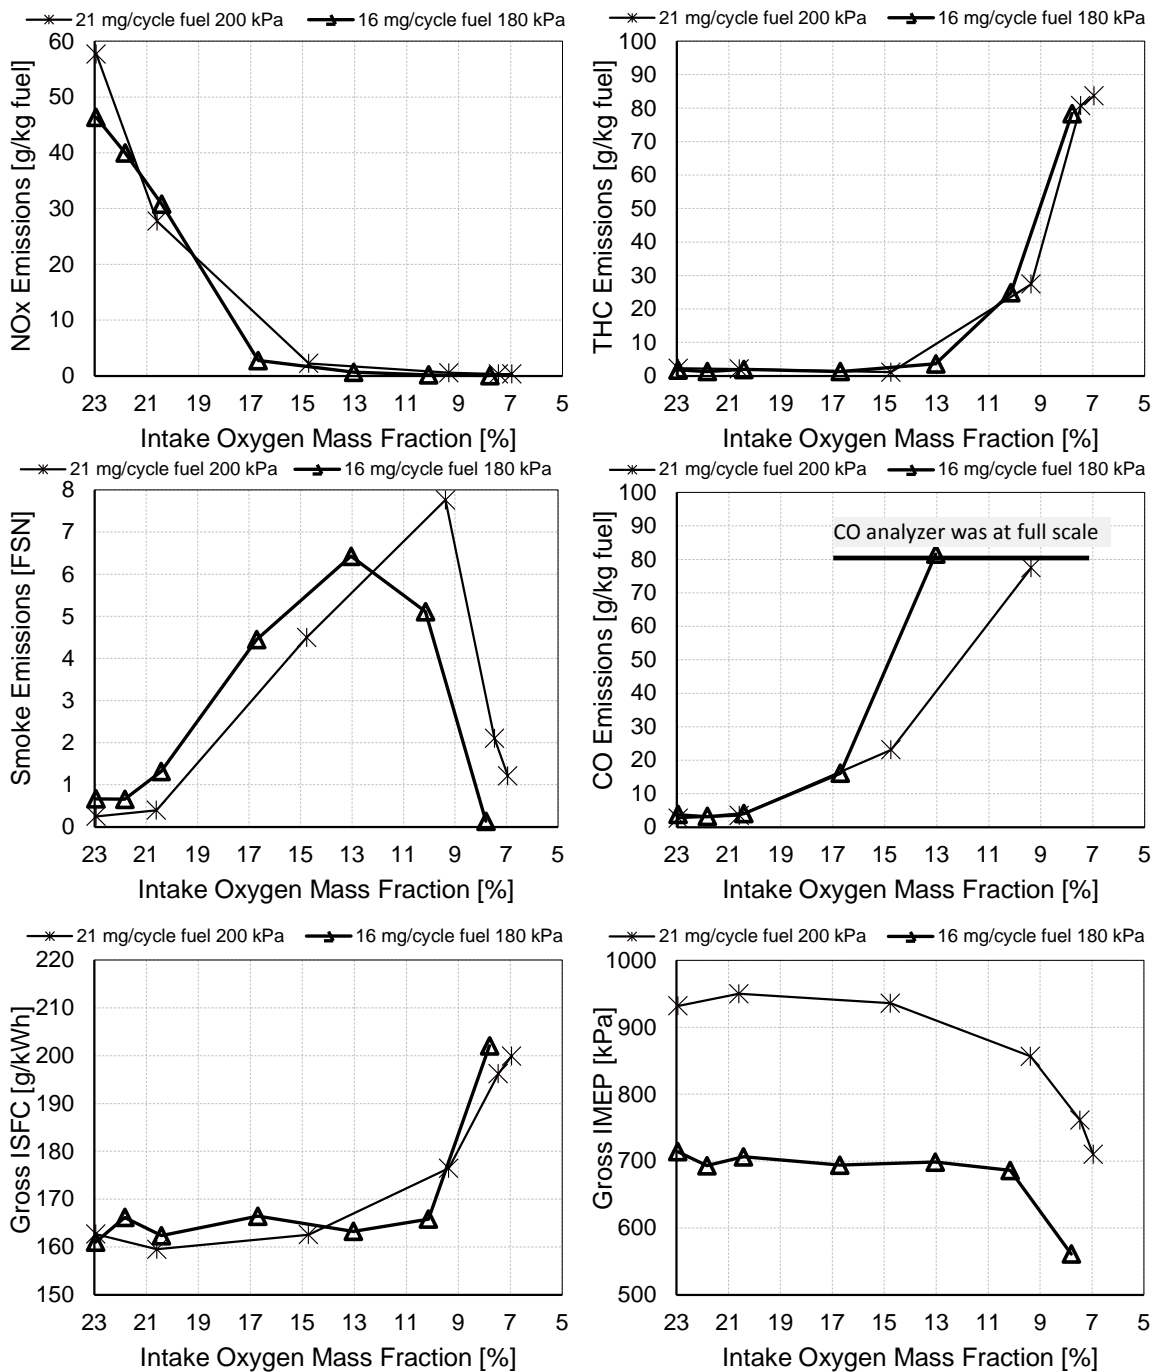 21 mg/cycle fuel 200 kPa 16 mg/cycle fuel 180 kPa
NOx Emissions [g/kg fuel]
60
50
40
30
20
10
0
23 21 19 17 15 13 11 9 7 5
Intake Oxygen Mass Fraction [%]
21 mg/cycle fuel 200 kPa 16 mg/cycle fuel 180 kPa
THC Emissions [g/kg fuel]
100
90
80
70
60
50
40
30
20
10
0
23 21 19 17 15 13 11 9 7 5
Intake Oxygen Mass Fraction [%]
21 mg/cycle fuel 200 kPa 16 mg/cycle fuel 180 kPa
Smoke Emissions [FSN]
8
7
6
5
4
3
2
1
0
23 21 19 17 15 13 11 9 7 5
Intake Oxygen Mass Fraction [%]
21 mg/cycle fuel 200 kPa 16 mg/cycle fuel 180 kPa
CO Emissions [g/kg fuel]
100
90
80
70
60
50
40
30
20
10
0
CO analyzer was at full scale
23 21 19 17 15 13 11 9 7 5
Intake Oxygen Mass Fraction [%]
21 mg/cycle fuel 200 kPa 16 mg/cycle fuel 180 kPa
Gross ISFC [g/kWh]
220
210
200
190
180
170
160
150
23 21 19 17 15 13 11 9 7 5
Intake Oxygen Mass Fraction [%]
21 mg/cycle fuel 200 kPa 16 mg/cycle fuel 180 kPa
Gross IMEP [kPa]
1000
900
800
700
600
500
23 21 19 17 15 13 11 9 7 5
Intake Oxygen Mass Fraction [%]